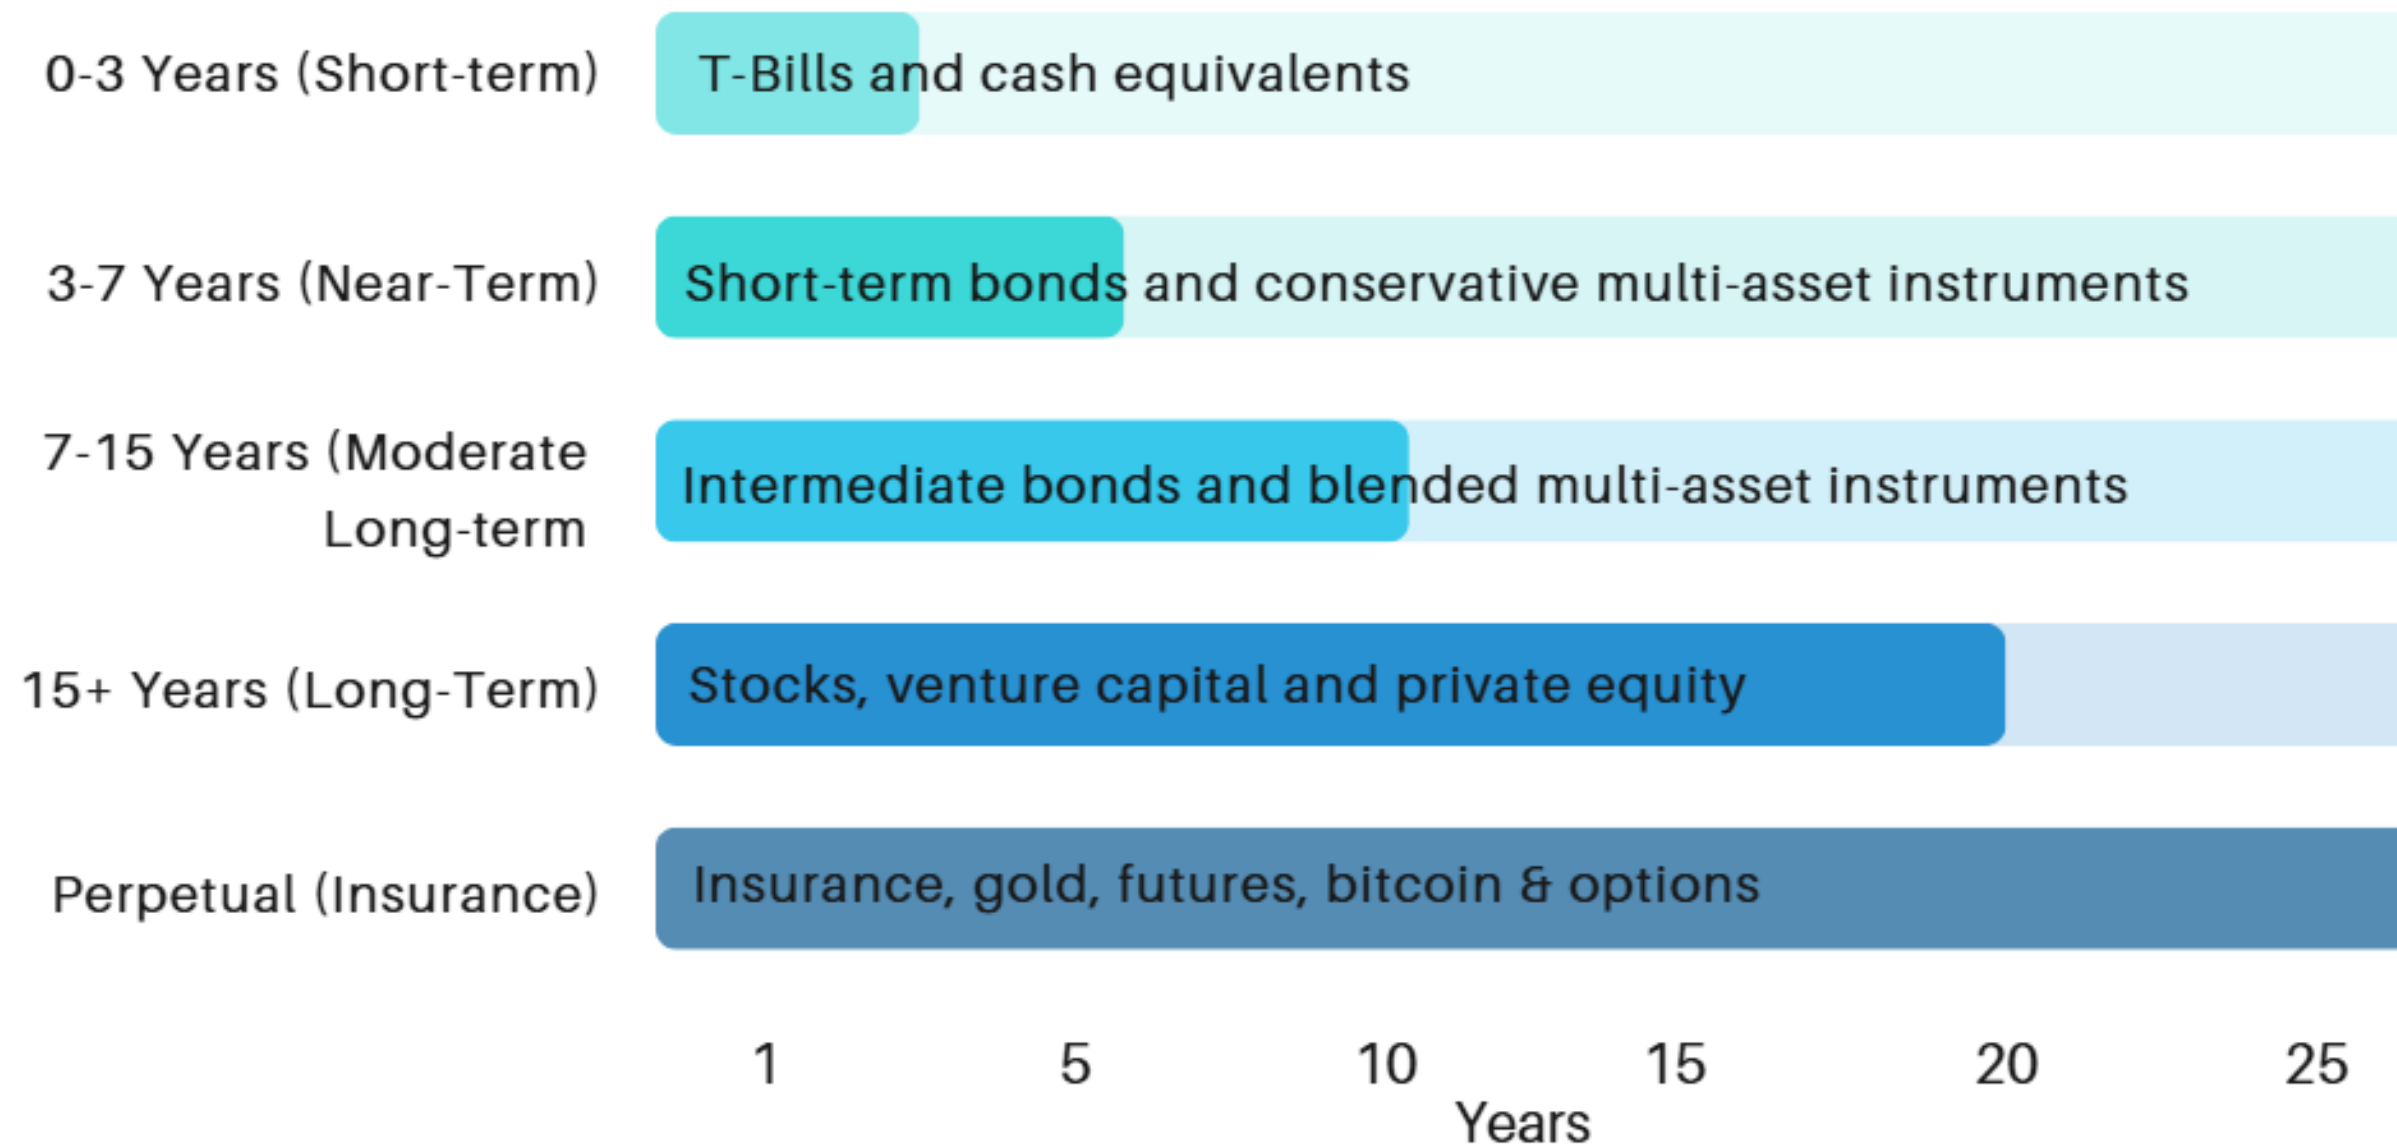 0-3 Years (Short-term)
T-Bills and cash equivalents
3-7 Years (Near-Term)
Short-term bonds and conservative multi-asset instruments
7-15 Years (Moderate
Long-term
Intermediate bonds and blended multi-asset instruments
15+ Years (Long-Term)
Stocks, venture capital and private equity
Perpetual (Insurance)
Insurance, gold, futures, bitcoin & options
1 5 10 15 20 25
Years